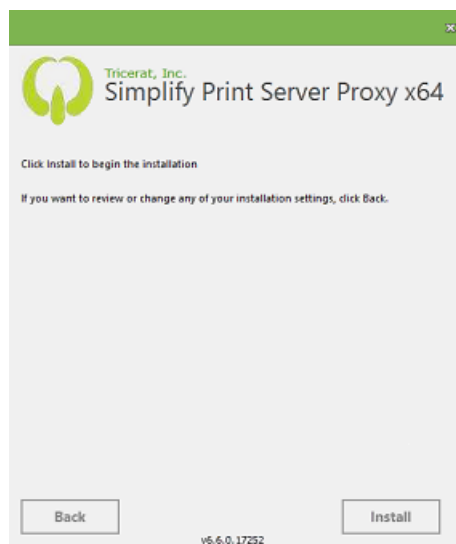 Tricerat, Inc.
Simplify Print Server Proxy x64
Click Install to begin the installation
If you want to review or change any of your installation settings, click Back.
Back
Install
v6.6.0.17252